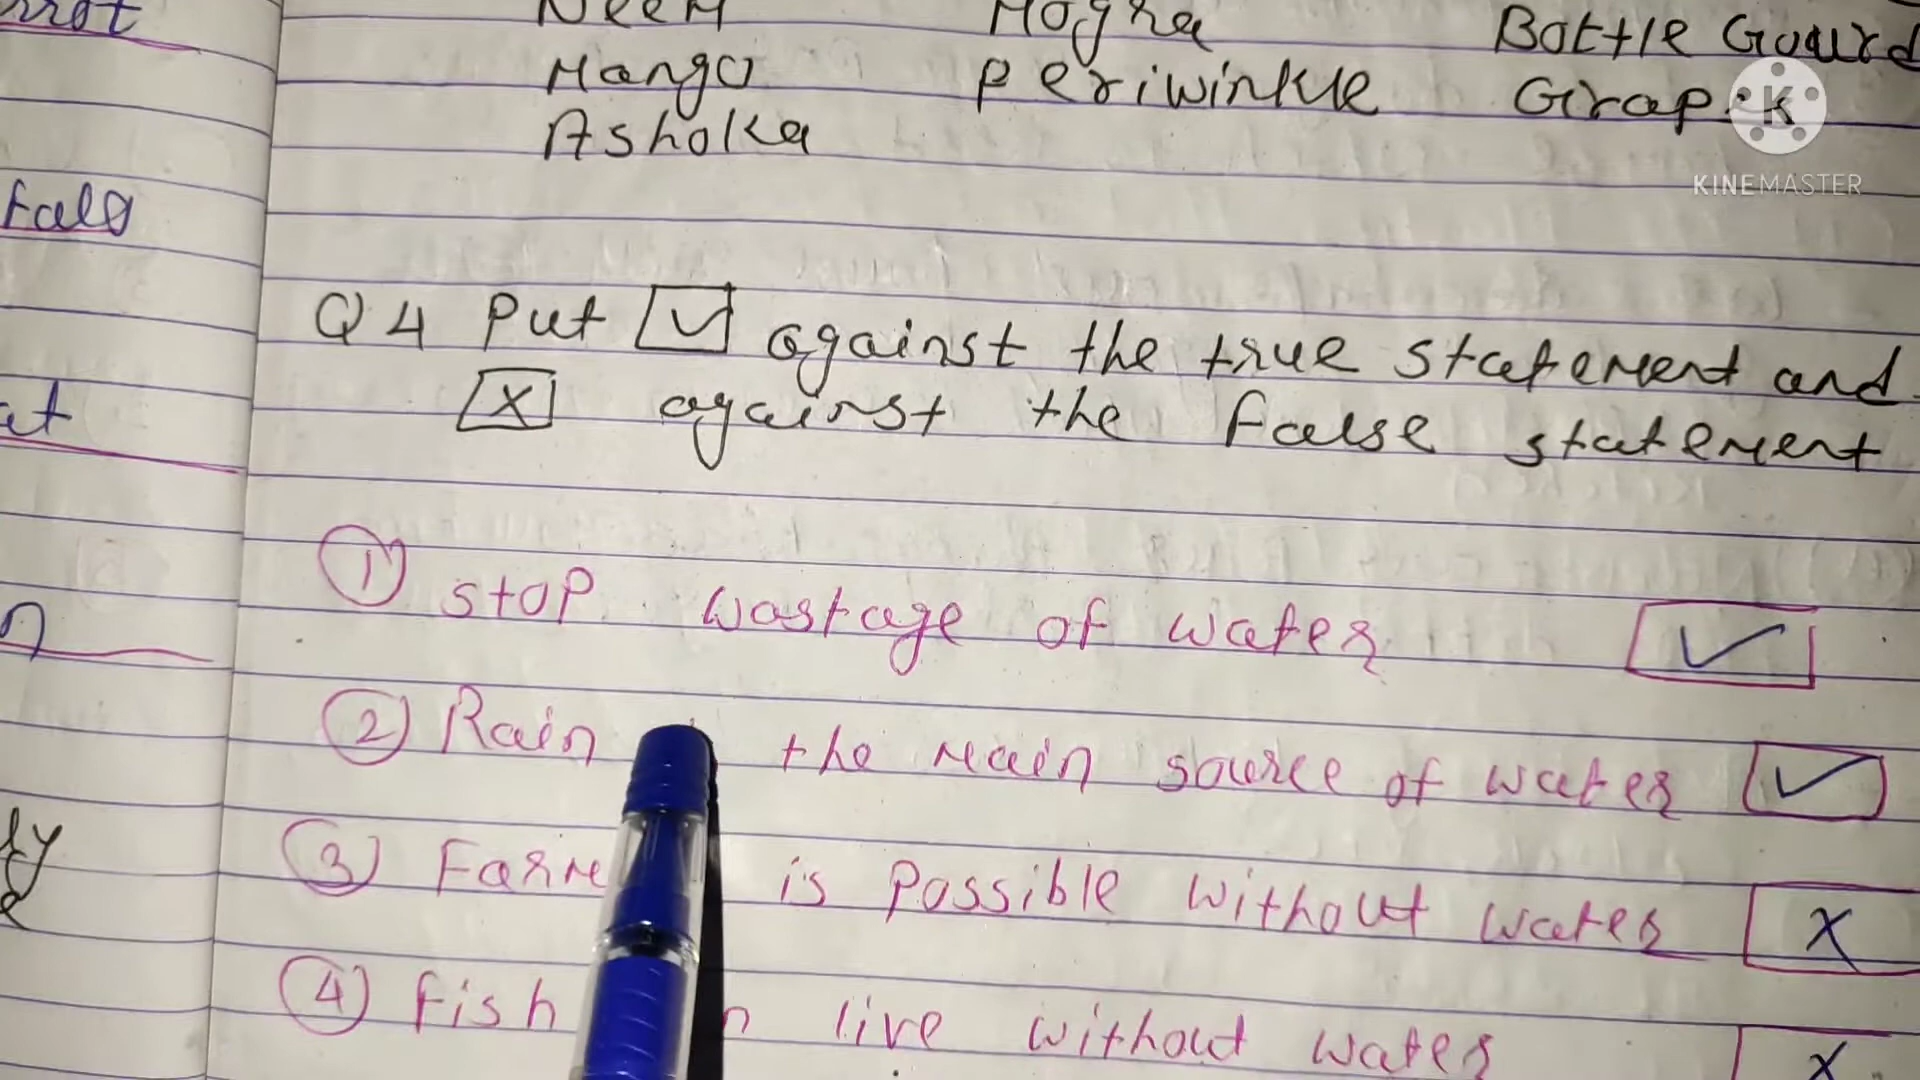 Neem Mogra Bottle Gourd
Mango Periwinkle Grap
Ashoka
KINEMASTER
Q4 Put ☑ against the true statement and
☒ against the false statement
① Stop wastage of water ✓
② Rain the main source of water ✓
③ is Possible without water X
④ fish live without water X